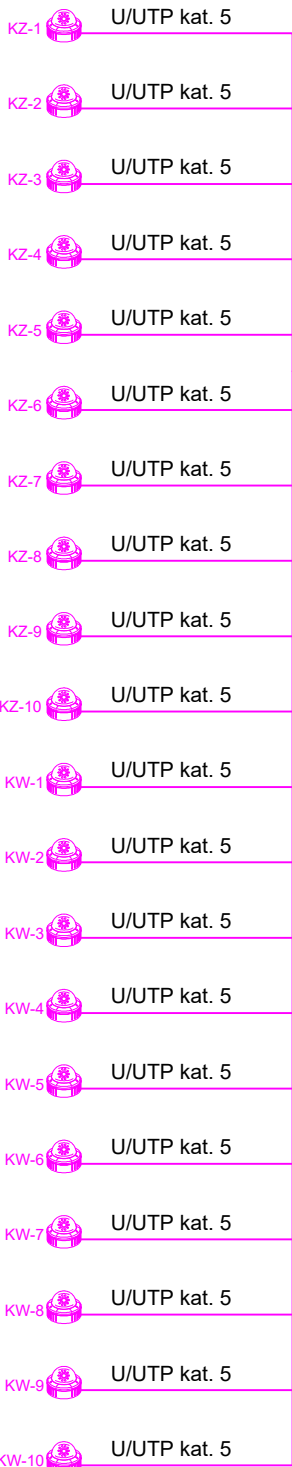 KZ-1 U/UTP kat. 5
KZ-2 U/UTP kat. 5
KZ-3 U/UTP kat. 5
KZ-4 U/UTP kat. 5
KZ-5 U/UTP kat. 5
KZ-6 U/UTP kat. 5
KZ-7 U/UTP kat. 5
KZ-8 U/UTP kat. 5
KZ-9 U/UTP kat. 5
KZ-10 U/UTP kat. 5
KW-1 U/UTP kat. 5
KW-2 U/UTP kat. 5
KW-3 U/UTP kat. 5
KW-4 U/UTP kat. 5
KW-5 U/UTP kat. 5
KW-6 U/UTP kat. 5
KW-7 U/UTP kat. 5
KW-8 U/UTP kat. 5
KW-9 U/UTP kat. 5
KW-10 U/UTP kat. 5